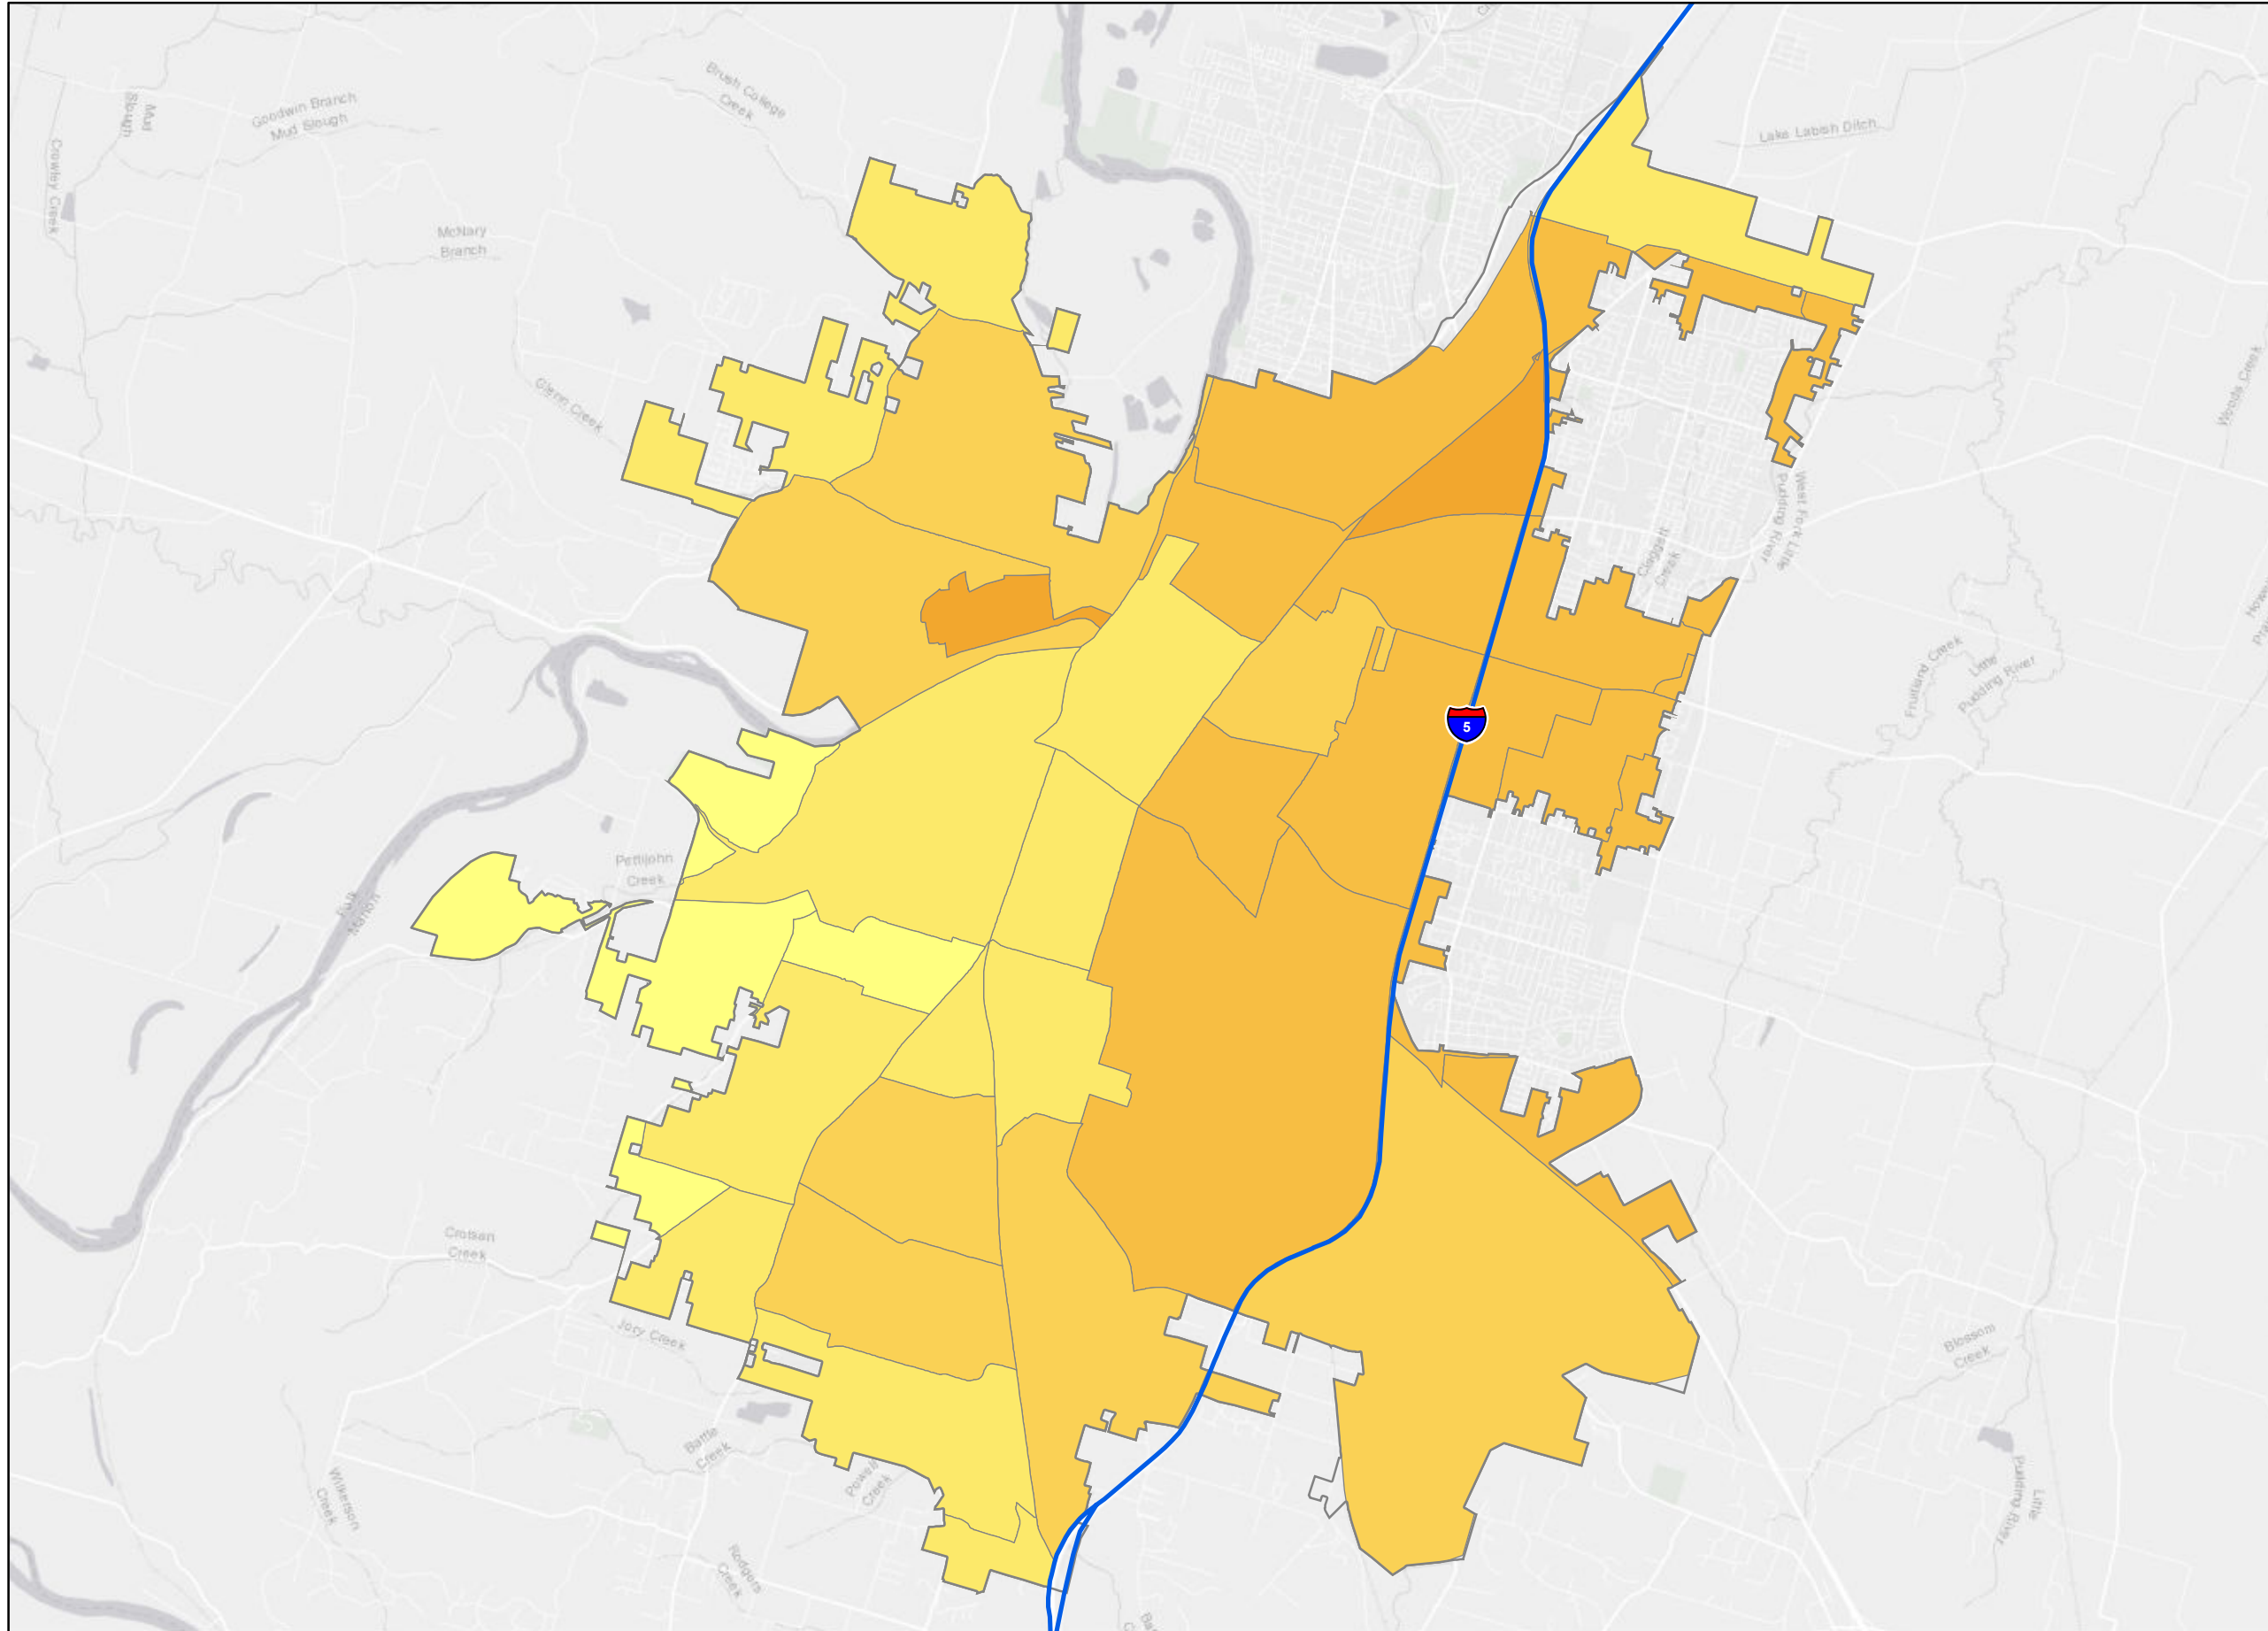 Brush College
Creek
Goodwin Branch
Mud Slough
Mud
Slough
Lake Labish Ditch
Crowley Creek
McNary
Branch
Glenn Creek
Woods Creek
West Fork Little
Pudding River
Claggett
Creek
Fruitland Creek
Little
Pudding River
5
Pettijohn
Creek
Croisan
Creek
Jory Creek
Battle
Creek
Powell
Creek
Wilkerson
Creek
Rodgers
Creek
Blossom
Creek
Little
Pudding River